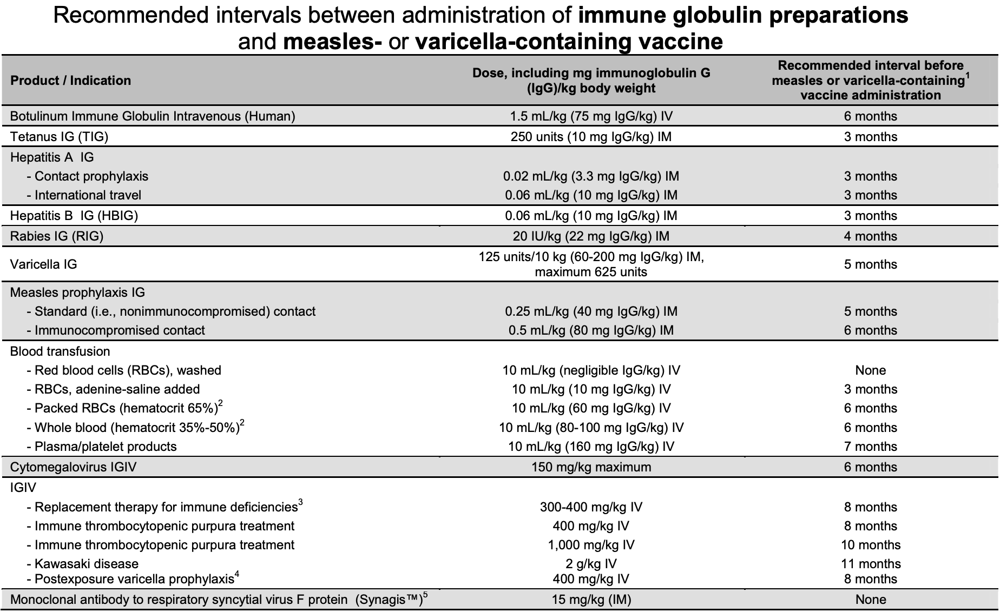 Recommended intervals between administration of immune globulin preparations
and measles- or varicella-containing vaccine
Product / Indication
Dose, including mg immunoglobulin G
(IgG)/kg body weight
Recommended interval before
measles or varicella-containing1
vaccine administration
Botulinum Immune Globulin Intravenous (Human) 1.5 mL/kg (75 mg IgG/kg) IV 6 months
Tetanus IG (TIG) 250 units (10 mg IgG/kg) IM 3 months
Hepatitis A  IG
- Contact prophylaxis 0.02 mL/kg (3.3 mg IgG/kg) IM 3 months
- International travel 0.06 mL/kg (10 mg IgG/kg) IM 3 months
Hepatitis B  IG (HBIG) 0.06 mL/kg (10 mg IgG/kg) IM 3 months
Rabies IG (RIG) 20 IU/kg (22 mg IgG/kg) IM 4 months
Varicella IG
125 units/10 kg (60-200 mg IgG/kg) IM,
maximum 625 units
5 months
Measles prophylaxis IG
- Standard (i.e., nonimmunocompromised) contact 0.25 mL/kg (40 mg IgG/kg) IM 5 months
- Immunocompromised contact 0.5 mL/kg (80 mg IgG/kg) IM 6 months
Blood transfusion
- Red blood cells (RBCs), washed 10 mL/kg (negligible IgG/kg) IV None
- RBCs, adenine-saline added 10 mL/kg (10 mg IgG/kg) IV 3 months
- Packed RBCs (hematocrit 65%)2 10 mL/kg (60 mg IgG/kg) IV 6 months
- Whole blood (hematocrit 35%-50%)2 10 mL/kg (80-100 mg IgG/kg) IV 6 months
- Plasma/platelet products 10 mL/kg (160 mg IgG/kg) IV 7 months
Cytomegalovirus IGIV 150 mg/kg maximum 6 months
IGIV
- Replacement therapy for immune deficiencies3 300-400 mg/kg IV 8 months
- Immune thrombocytopenic purpura treatment 400 mg/kg IV 8 months
- Immune thrombocytopenic purpura treatment 1,000 mg/kg IV 10 months
- Kawasaki disease 2 g/kg IV 11 months
- Postexposure varicella prophylaxis4 400 mg/kg IV 8 months
Monoclonal antibody to respiratory syncytial virus F protein  (Synagis™)5 15 mg/kg (IM) None